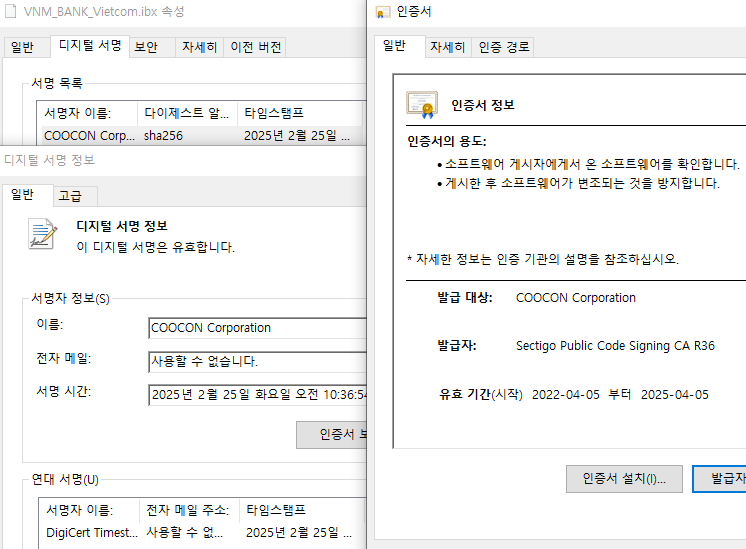 VNM_BANK_Vietcom.ibx 속성
일반 디지털 서명 보안 자세히 이전 버전
서명 목록
서명자 이름: 다이제스트 알... 타임스탬프
COOCON Corp... sha256 2025년 2월 25일 ...
디지털 서명 정보
일반 고급
디지털 서명 정보
이 디지털 서명은 유효합니다.
서명자 정보(S)
이름: COOCON Corporation
전자 메일: 사용할 수 없습니다.
서명 시간: 2025년 2월 25일 화요일 오전 10:36:54
인증서 보
연대 서명(U)
서명자 이름: 전자 메일 주소: 타임스탬프
DigiCert Timest... 사용할 수 없... 2025년 2월 25일 ...
인증서
일반 자세히 인증 경로
인증서 정보
인증서의 용도:
• 소프트웨어 게시자에게서 온 소프트웨어를 확인합니다.
• 게시한 후 소프트웨어가 변조되는 것을 방지합니다.
* 자세한 정보는 인증 기관의 설명을 참조하십시오.
발급 대상: COOCON Corporation
발급자: Sectigo Public Code Signing CA R36
유효 기간(시작) 2022-04-05 부터 2025-04-05
인증서 설치(I)... 발급자